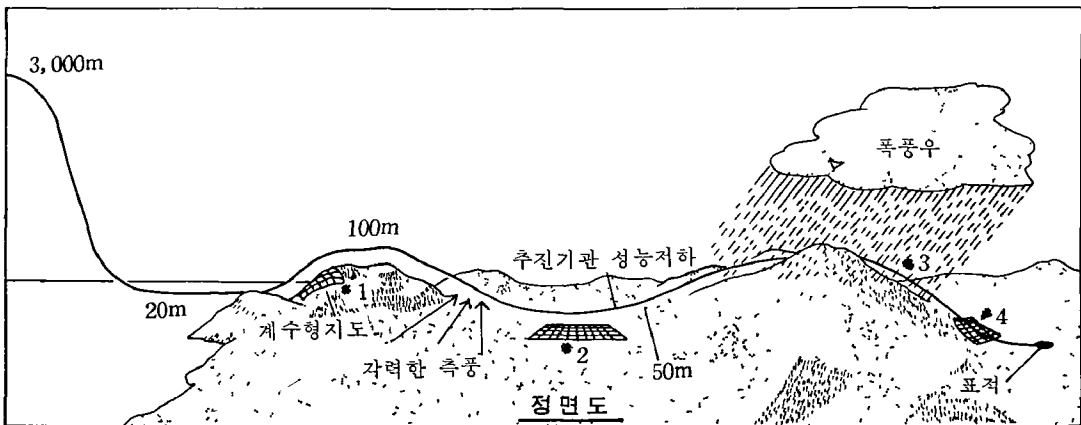 3,000m
폭풍우
100m
추진기관 성능저하
*3
*1
20m
*4
계수형지도
*2
각력한 측풍
50m
표적
정면도